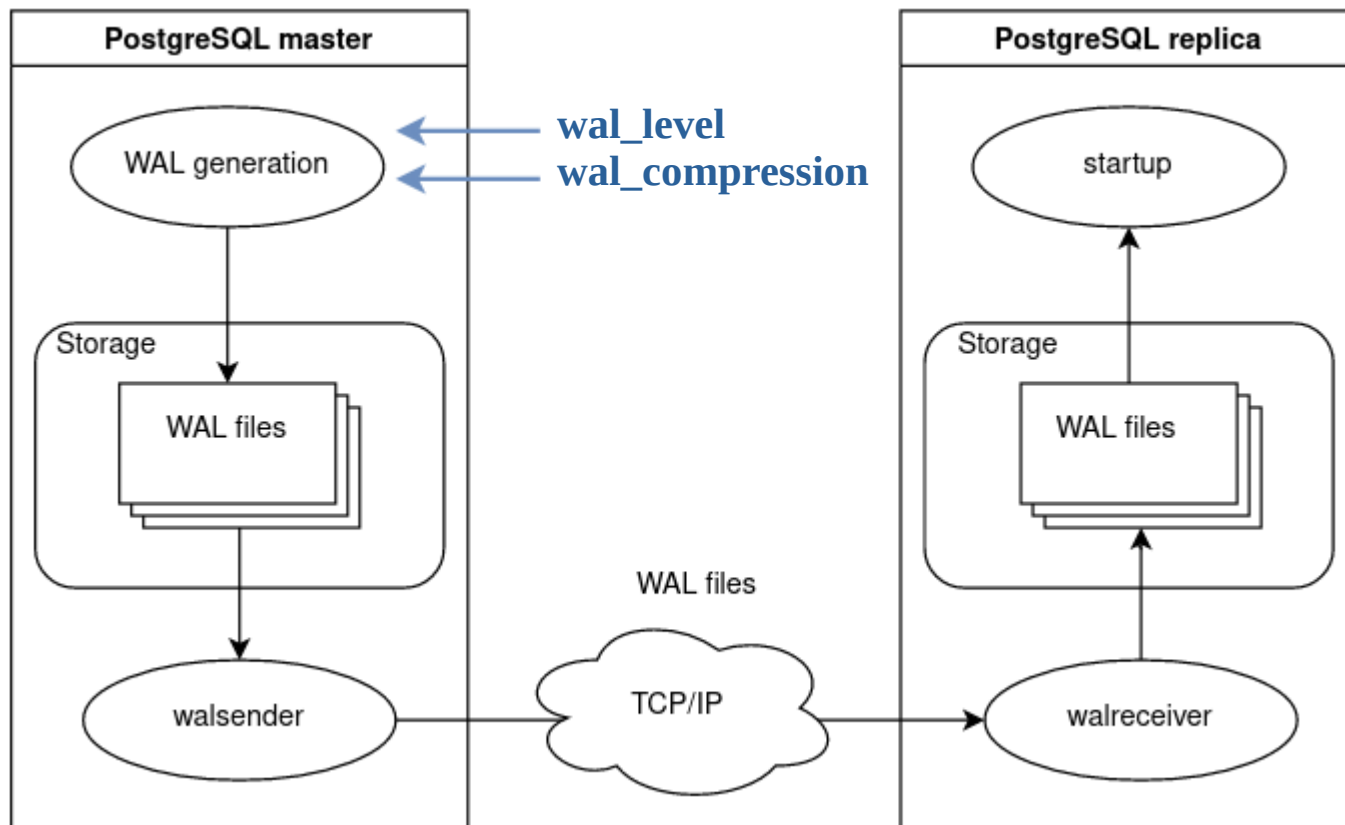 PostgreSQL master
PostgreSQL replica
WAL generation
wal_level
wal_compression
startup
Storage
WAL files
Storage
WAL files
WAL files
walsender
TCP/IP
walreceiver